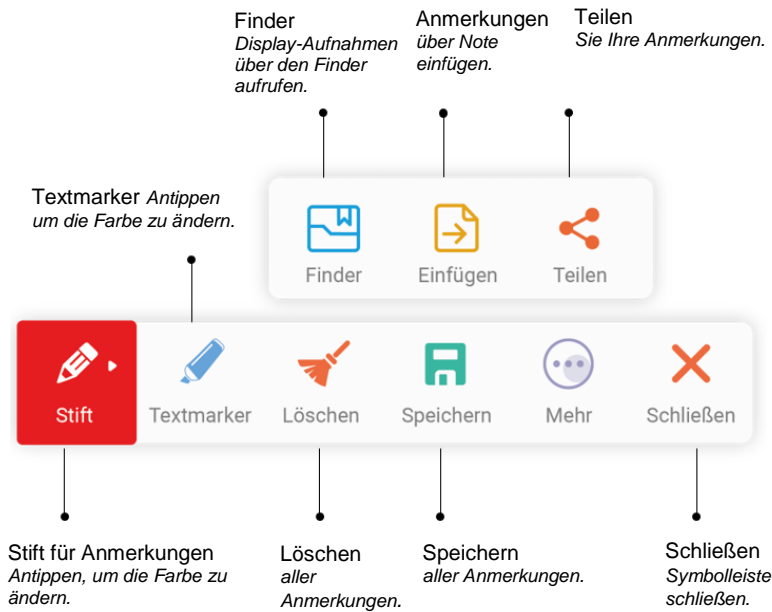 Finder
Display-Aufnahmen
über den Finder
aufrufen.
Anmerkungen
über Note
einfügen.
Teilen
Sie Ihre Anmerkungen.
Textmarker Antippen
um die Farbe zu ändern.
Finder
Einfügen
Teilen
Stift
Textmarker
Löschen
Speichern
Mehr
Schließen
Stift für Anmerkungen
Antippen, um die Farbe zu
ändern.
Löschen
aller
Anmerkungen.
Speichern
aller Anmerkungen.
Schließen
Symbolleiste
schließen.